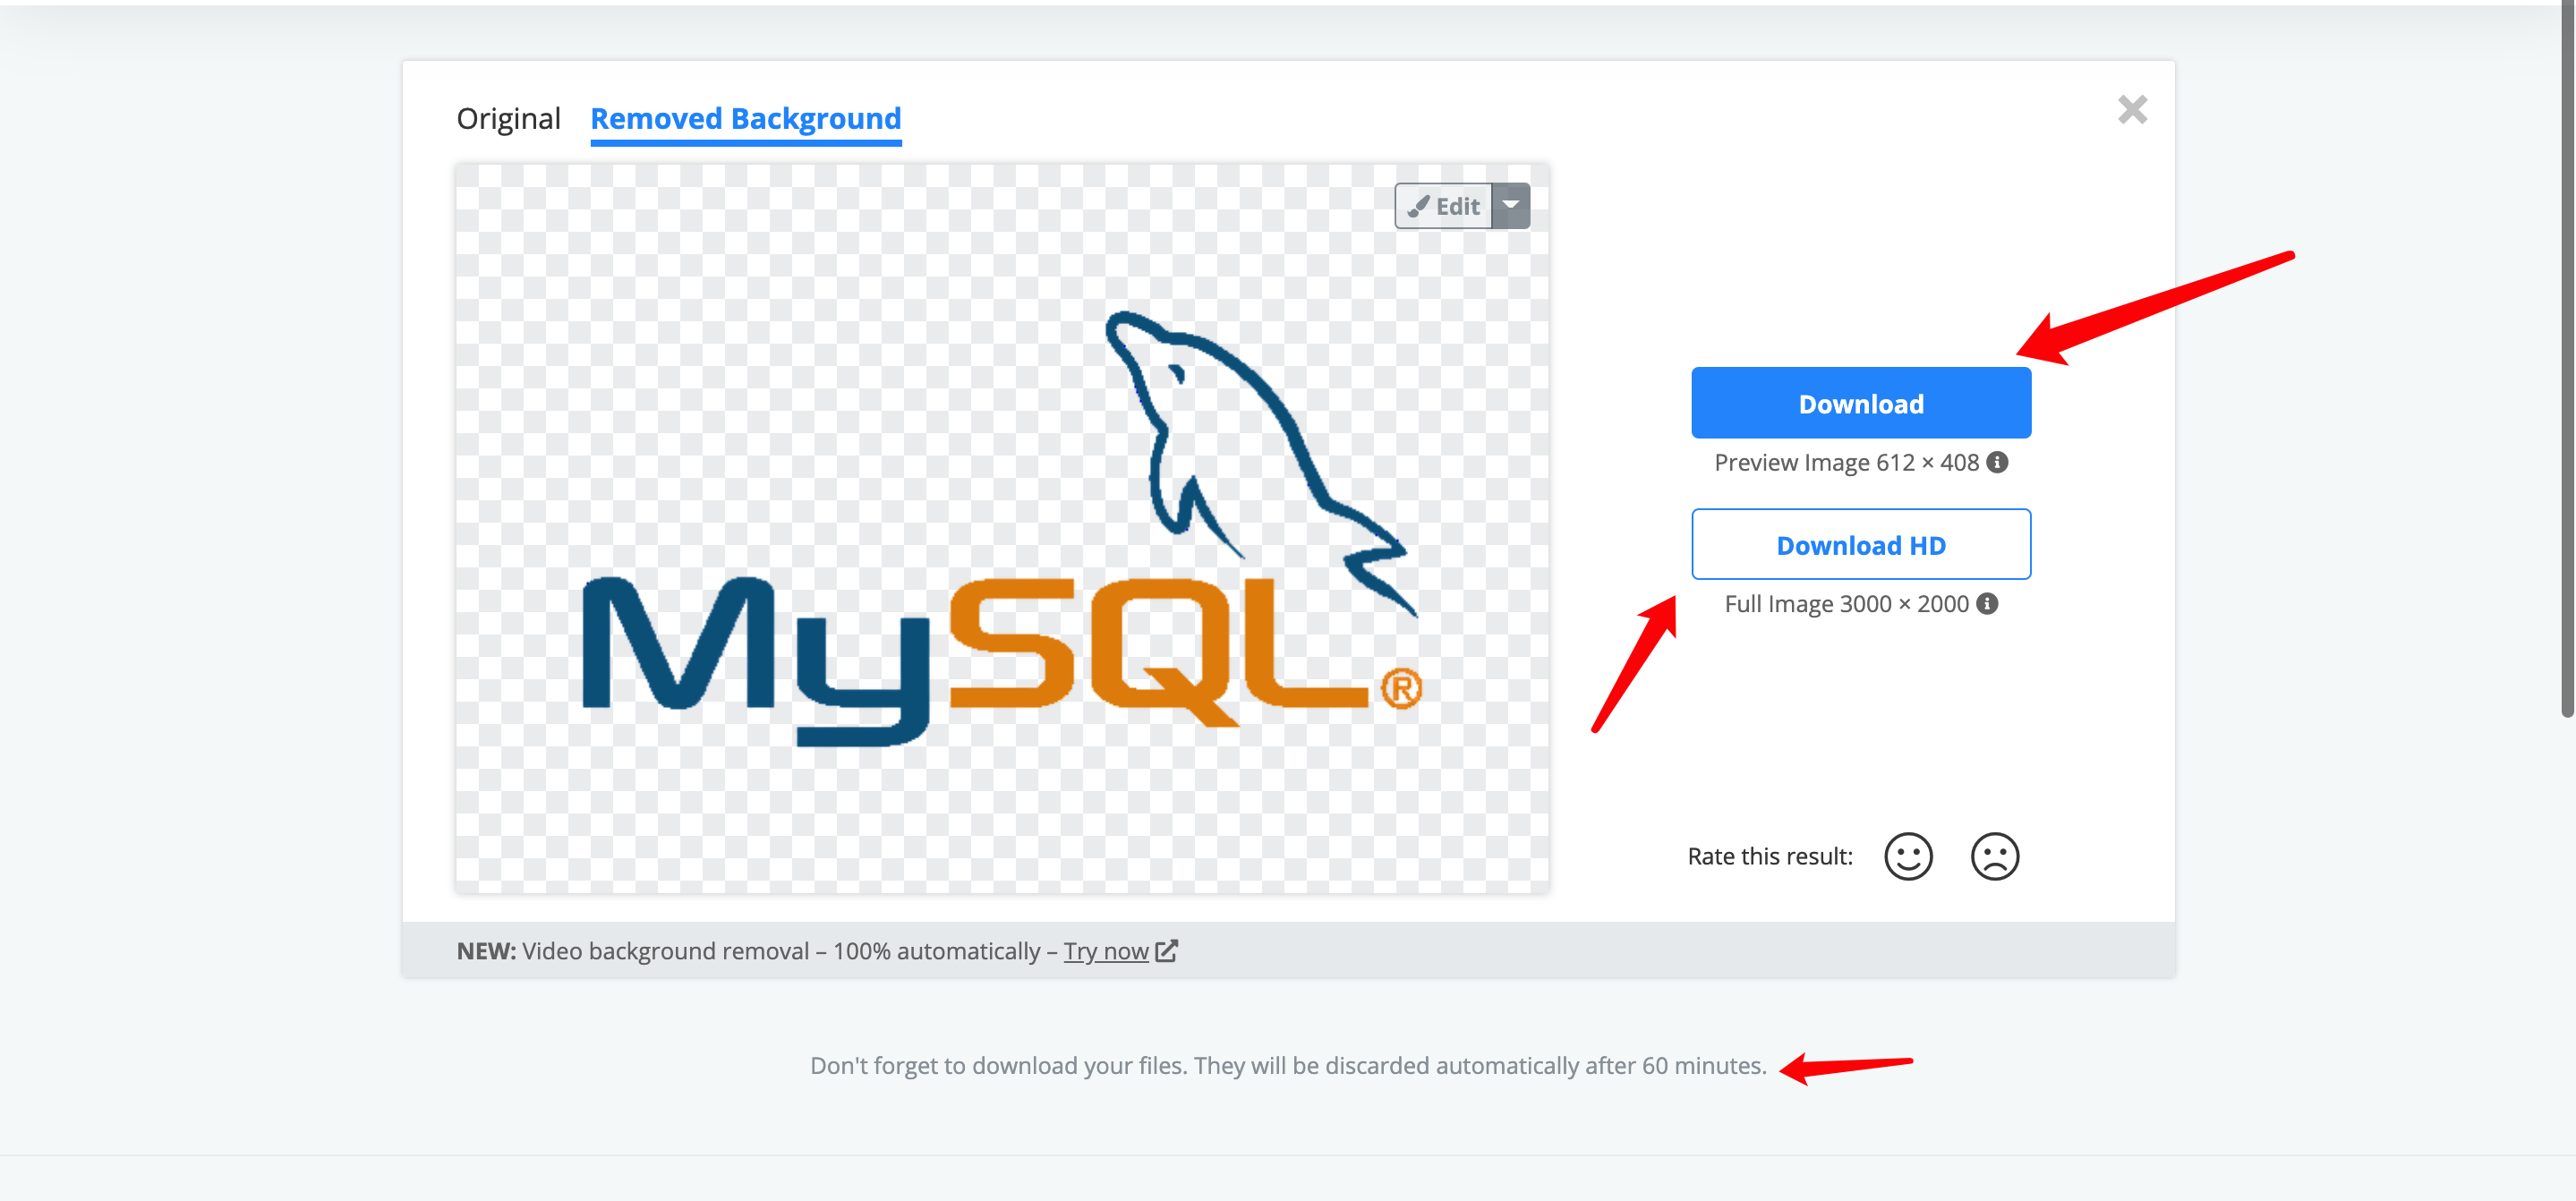 Original Removed Background
Edit
MySQL®
Download
Preview Image 612 × 408
Download HD
Full Image 3000 × 2000
Rate this result:
NEW: Video background removal – 100% automatically – Try now
Don't forget to download your files. They will be discarded automatically after 60 minutes.